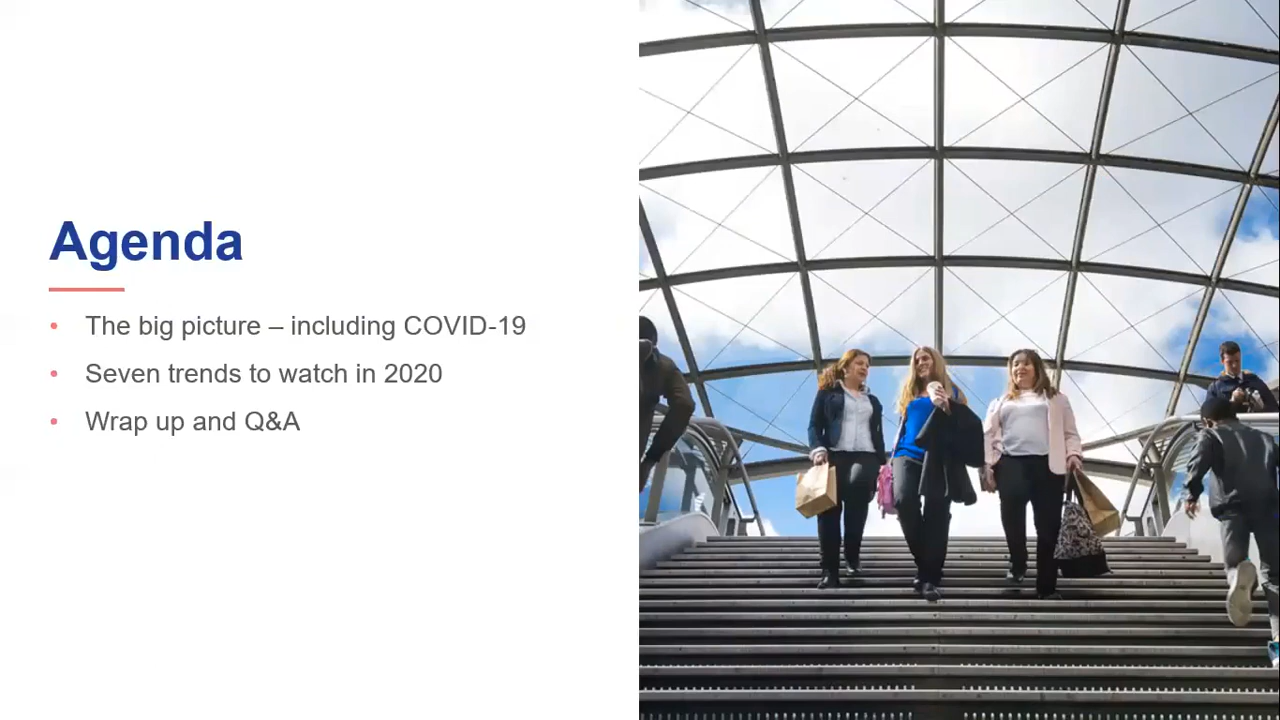 Agenda
• The big picture – including COVID-19
• Seven trends to watch in 2020
• Wrap up and Q&A